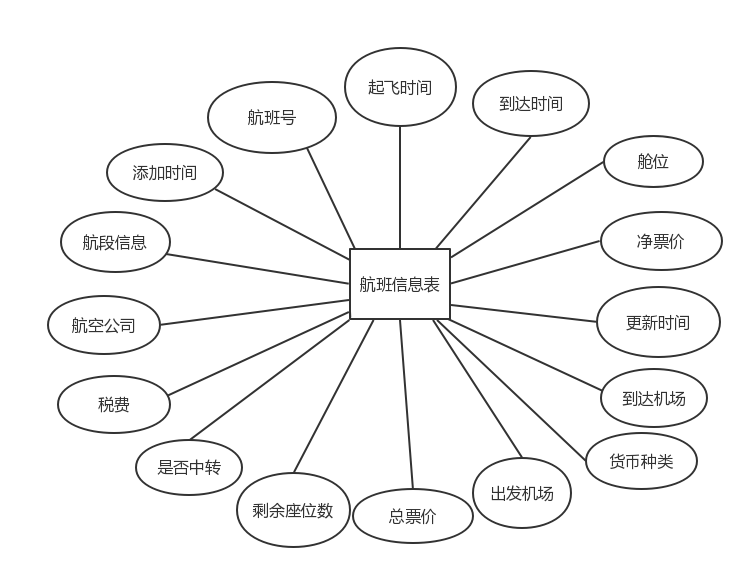 起飞时间
到达时间
航班号
舱位
添加时间
航段信息
净票价
航班信息表
航空公司
更新时间
税费
到达机场
是否中转
货币种类
剩余座位数
总票价
出发机场